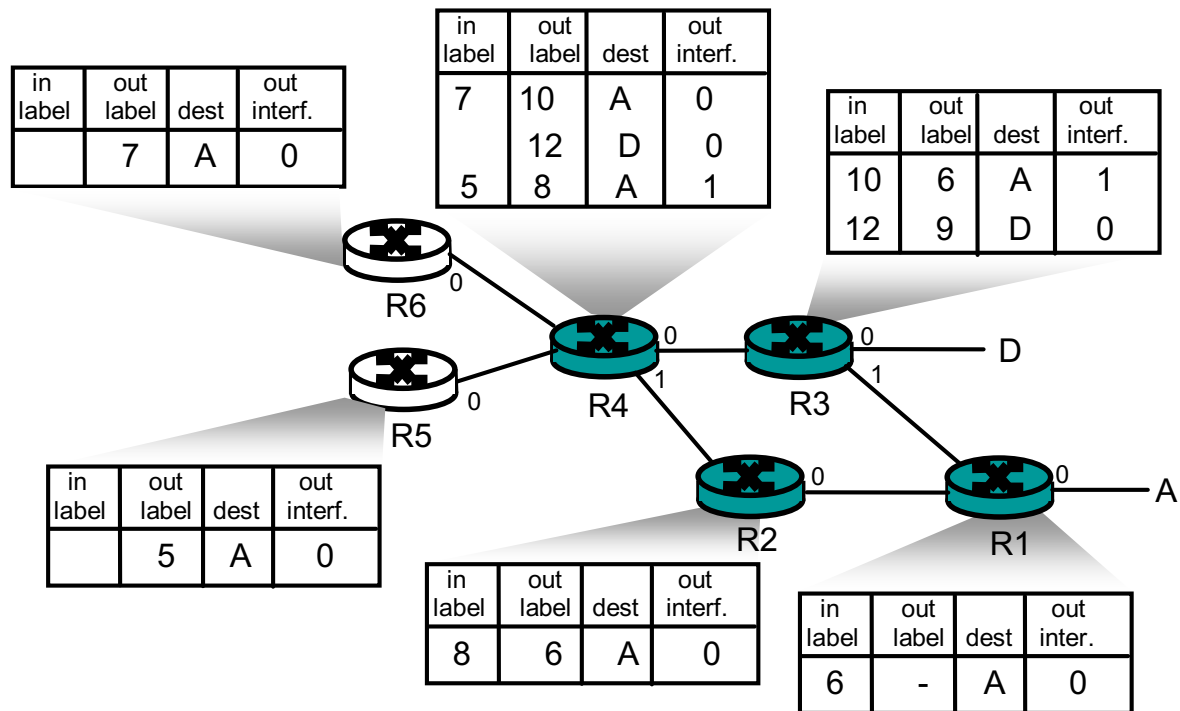 in out dest out
label label interf.
7 10 A 0
12 D 0
5 8 A 1
in out dest out
label label interf.
7 A 0
in out dest out
label label interf.
10 6 A 1
12 9 D 0
R6
0
R5
0
R4
0
1
R3
0
1
D
R2
0
R1
0
A
in out dest out
label label interf.
5 A 0
in out dest out
label label interf.
8 6 A 0
in out dest out
label label inter.
6 - A 0